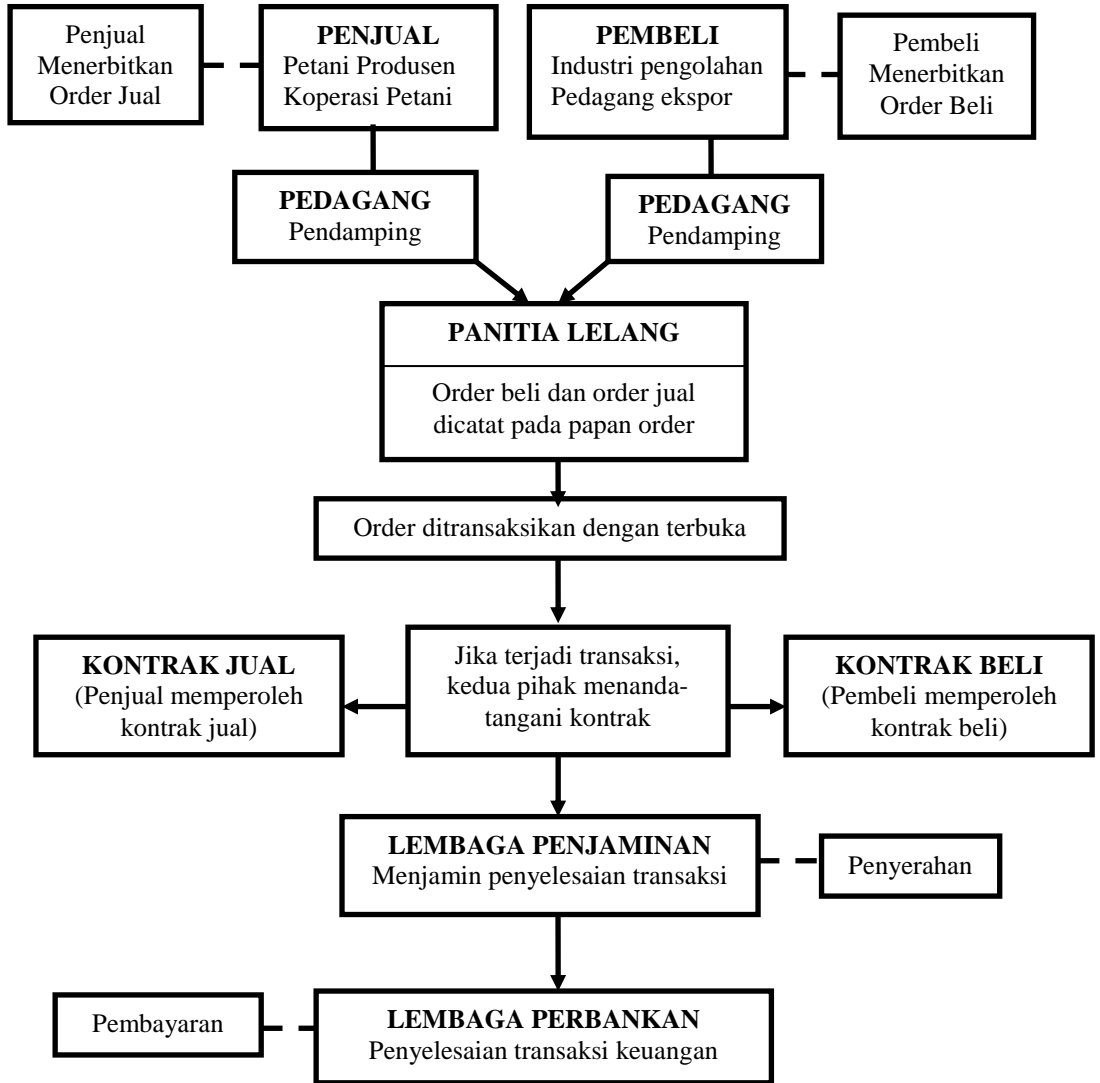 Penjual
Menerbitkan
Order Jual
PENJUAL
Petani Produsen
Koperasi Petani
PEMBELI
Industri pengolahan
Pedagang ekspor
Pembeli
Menerbitkan
Order Beli
PEDAGANG
Pendamping
PEDAGANG
Pendamping
PANITIA LELANG
Order beli dan order jual
dicatat pada papan order
Order ditransaksikan dengan terbuka
KONTRAK JUAL
(Penjual memperoleh
kontrak jual)
Jika terjadi transaksi,
kedua pihak menanda-
tangani kontrak
KONTRAK BELI
(Pembeli memperoleh
kontrak beli)
LEMBAGA PENJAMINAN
Menjamin penyelesaian transaksi
Penyerahan
Pembayaran
LEMBAGA PERBANKAN
Penyelesaian transaksi keuangan